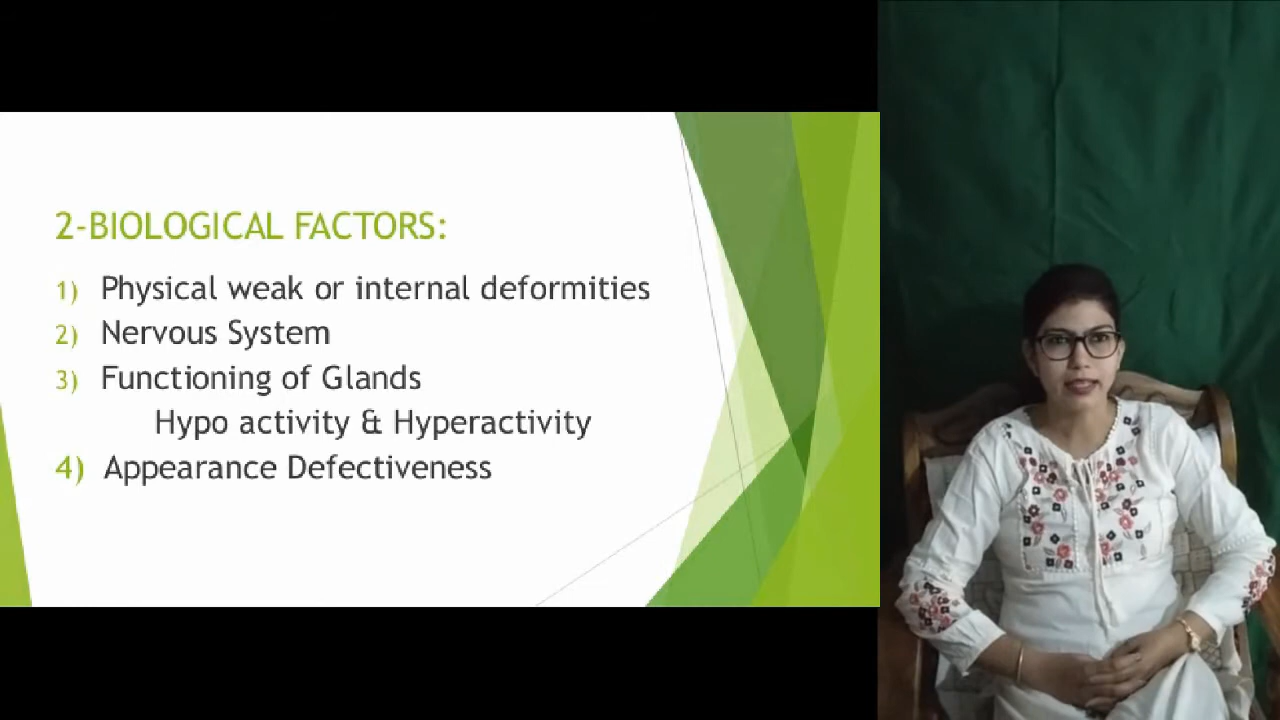 2-BIOLOGICAL FACTORS:
1) Physical weak or internal deformities
2) Nervous System
3) Functioning of Glands
Hypo activity & Hyperactivity
4) Appearance Defectiveness